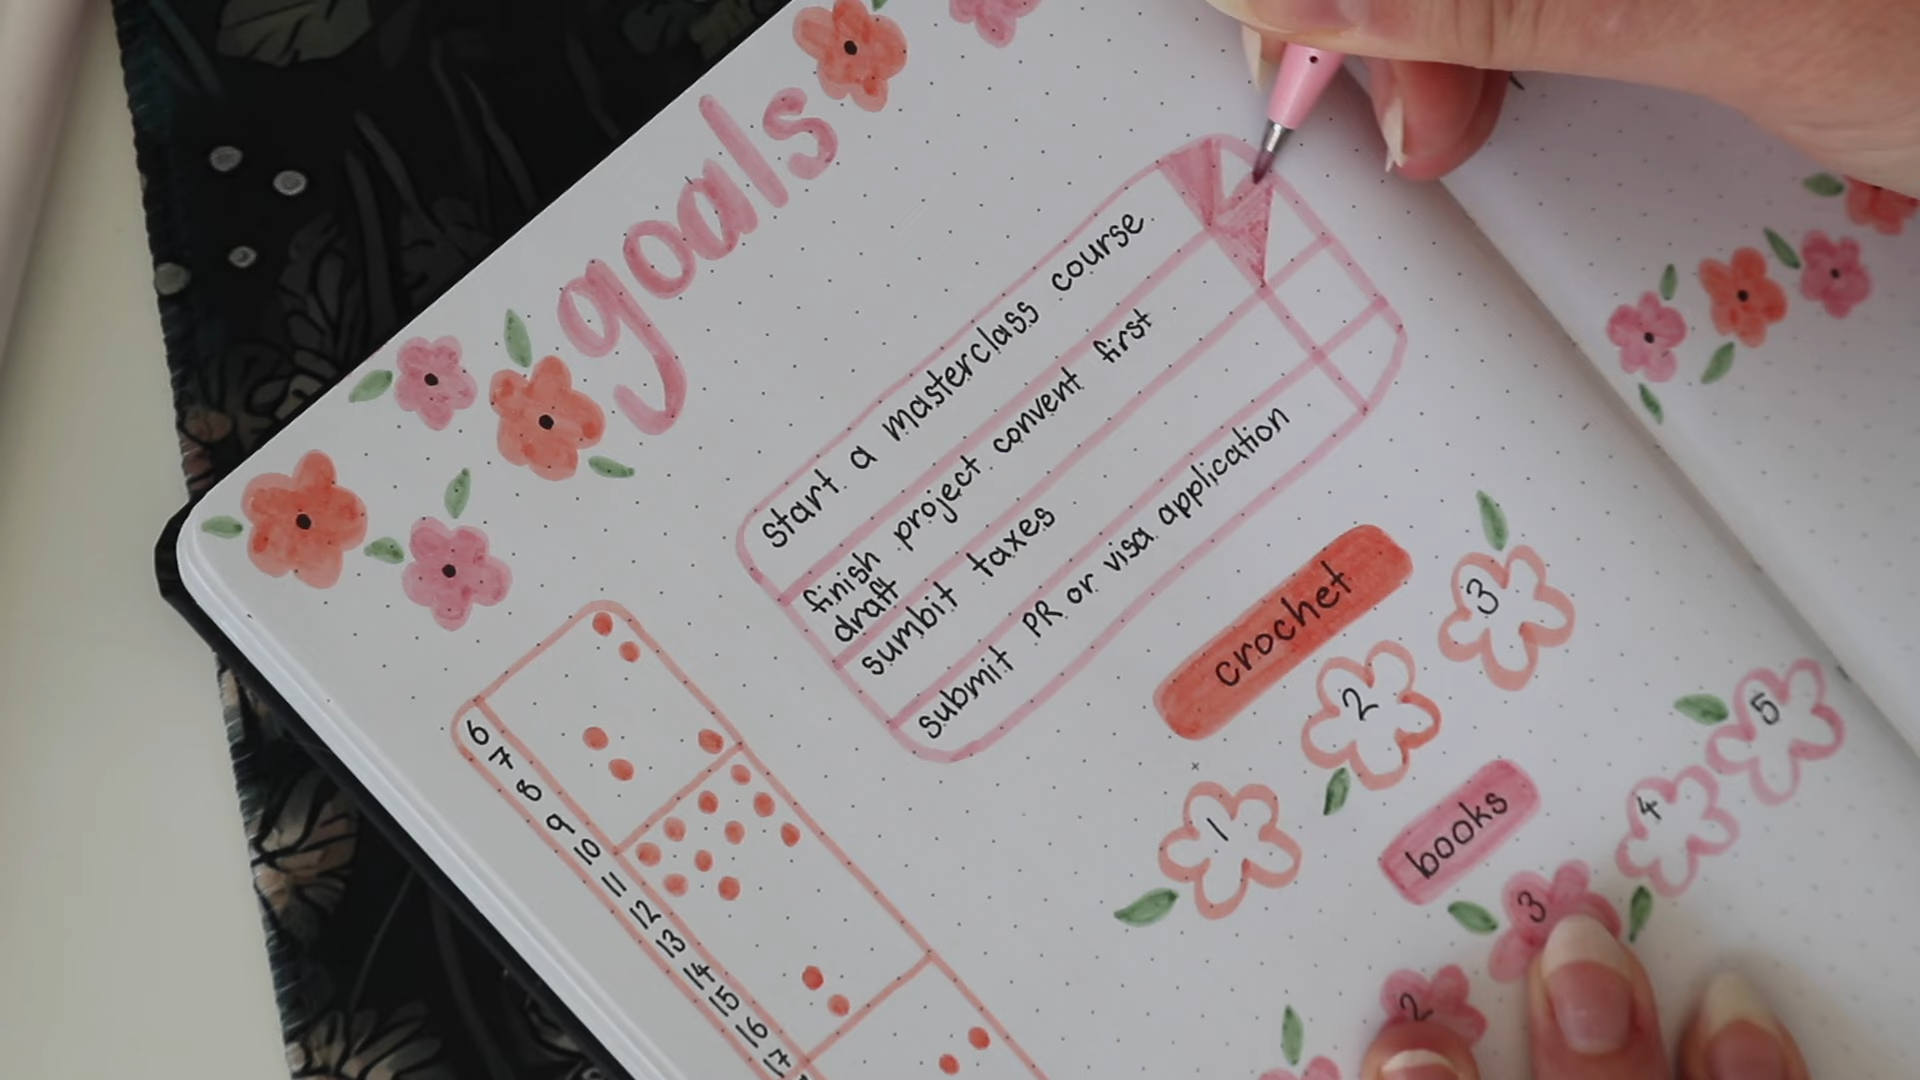 goals
start a masterclass course
finish project convent first
draft
sumbit taxes
submit PR or visa application
6
7
8
9
10
11
12
13
14
15
16
17
crochet
1
2
3
books
2
3
4
5